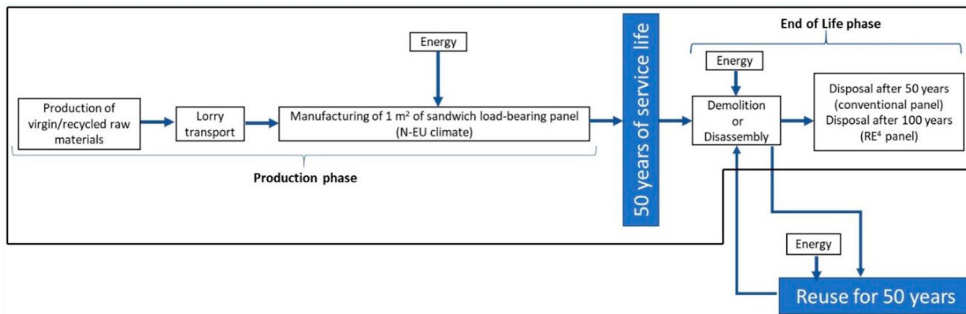 End of Life phase
Energy
Energy
Production of
virgin/recycled raw
materials
Lorry
transport
Manufacturing of 1 m² of sandwich load-bearing panel
(N-EU climate)
50 years of service life
Demolition
or
Disassembly
Disposal after 50 years
(conventional panel)
Disposal after 100 years
(RE⁴ panel)
Production phase
Energy
Reuse for 50 years